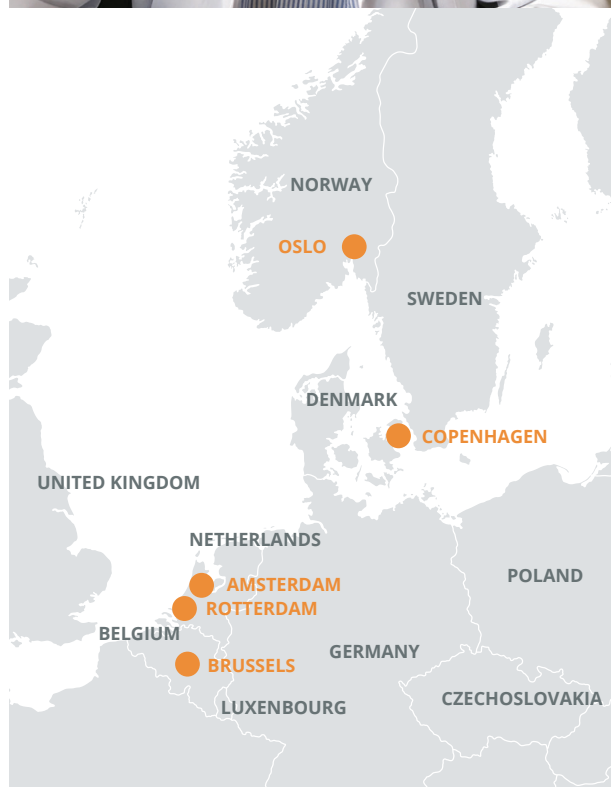 NORWAY
OSLO
SWEDEN
DENMARK
COPENHAGEN
UNITED KINGDOM
NETHERLANDS
POLAND
AMSTERDAM
ROTTERDAM
BELGIUM
GERMANY
BRUSSELS
CZECHOSLOVAKIA
LUXENBOURG